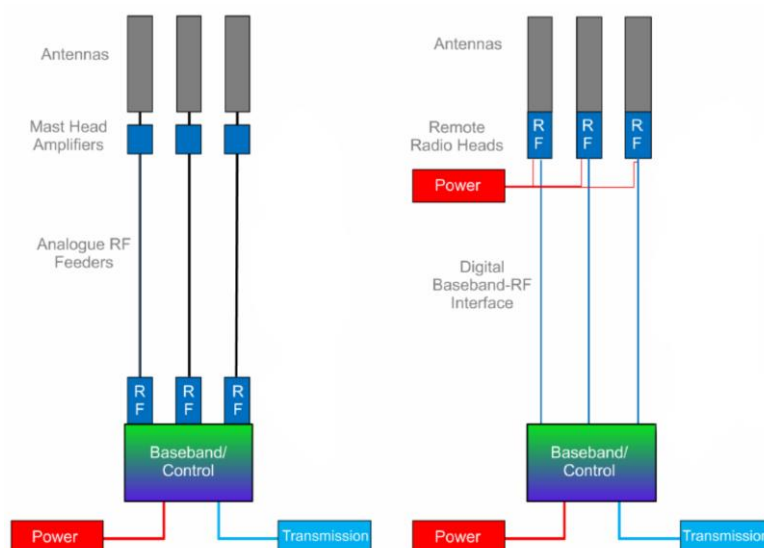 Antennas
Mast Head
Amplifiers
Analogue RF
Feeders
R
F
R
F
R
F
Baseband/
Control
Power
Transmission
Antennas
Remote
Radio Heads
R
F
R
F
R
F
Power
Digital
Baseband-RF
Interface
Baseband/
Control
Power
Transmission